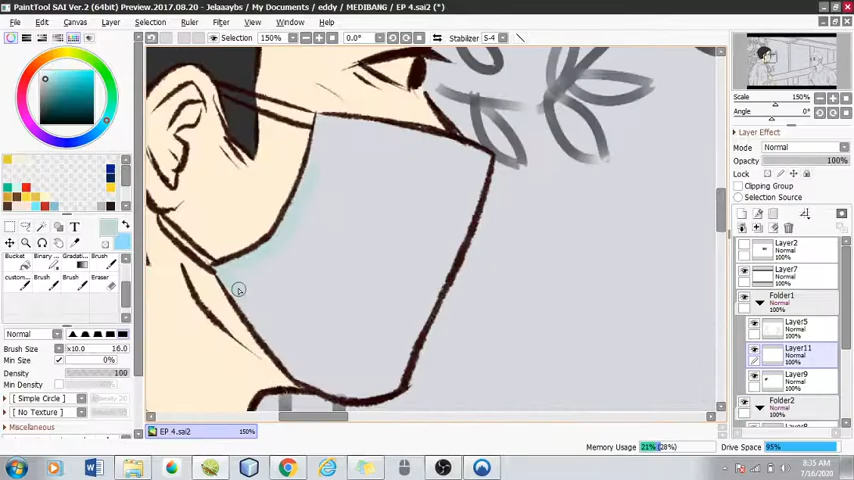 PaintTool SAI Ver.2 (64bit) Preview.2017.08.20 - Jelaaaybs / My Documents / eddy / MEDIBANG / EP 4.sai2
File Edit Canvas Layer Selection Filter View Window Help
Selection 150% 0.0° Stabilizer S-4
Scale 150%
Angle 0°
Layer Effect
Mode Normal
Opacity 100%
Lock
Clipping Group
Selection Source
Layer2
Normal
100%
Layer7
Normal
100%
Folder1
Normal
100%
Layer5
Normal
100%
Layer11
Normal
100%
Layer9
Normal
100%
Folder2
Normal
100%
Bucket Binary... Gradati... Brush
custom... Brush Brush Eraser
Normal
Brush Size x10.0 16.0
Min Size 0%
Density 100
Min Density
[ Simple Circle ]
[ No Texture ]
Miscellaneous
EP 4.sai2 150%
Memory Usage 21% (28%) Drive Space 95%
8:35 AM
7/16/2020